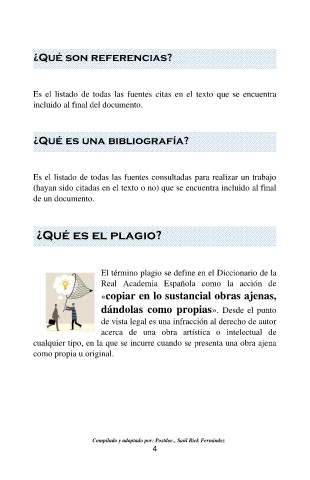 ¿QUÉ SON REFERENCIAS?
Es el listado de todas las fuentes citas en el texto que se encuentra
incluido al final del documento.
¿QUÉ ES UNA BIBLIOGRAFÍA?
Es el listado de todas las fuentes consultadas para realizar un trabajo
(hayan sido citadas en el texto o no) que se encuentra incluido al final
de un documento.
¿QUÉ ES EL PLAGIO?
El término plagio se define en el Diccionario de la
Real Academia Española como la acción de
«copiar en lo sustancial obras ajenas,
dándolas como propias». Desde el punto
de vista legal es una infracción al derecho de autor
acerca de una obra artística o intelectual de
cualquier tipo, en la que se incurre cuando se presenta una obra ajena
como propia u original.
Compilado y adaptado por: Postdoc., Saúl Rick Fernández
4